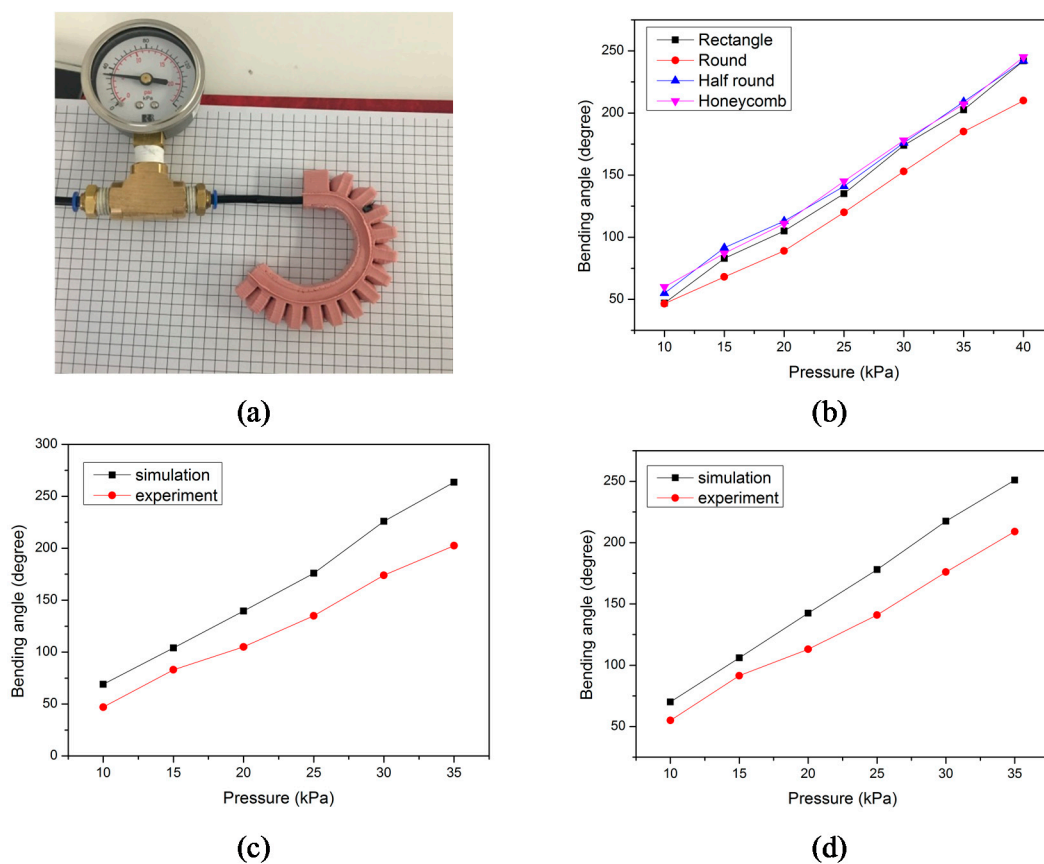 80
40
kPa
(a)
Rectangle
Round
Half round
Honeycomb
250
200
150
100
50
10 15 20 25 30 35 40
Bending angle (degree)
Pressure (kPa)
(b)
simulation
experiment
300
250
200
150
100
50
0
10 15 20 25 30 35
Bending angle (degree)
Pressure (kPa)
(c)
simulation
experiment
250
200
150
100
50
10 15 20 25 30 35
Bending angle (degree)
Pressure (kPa)
(d)